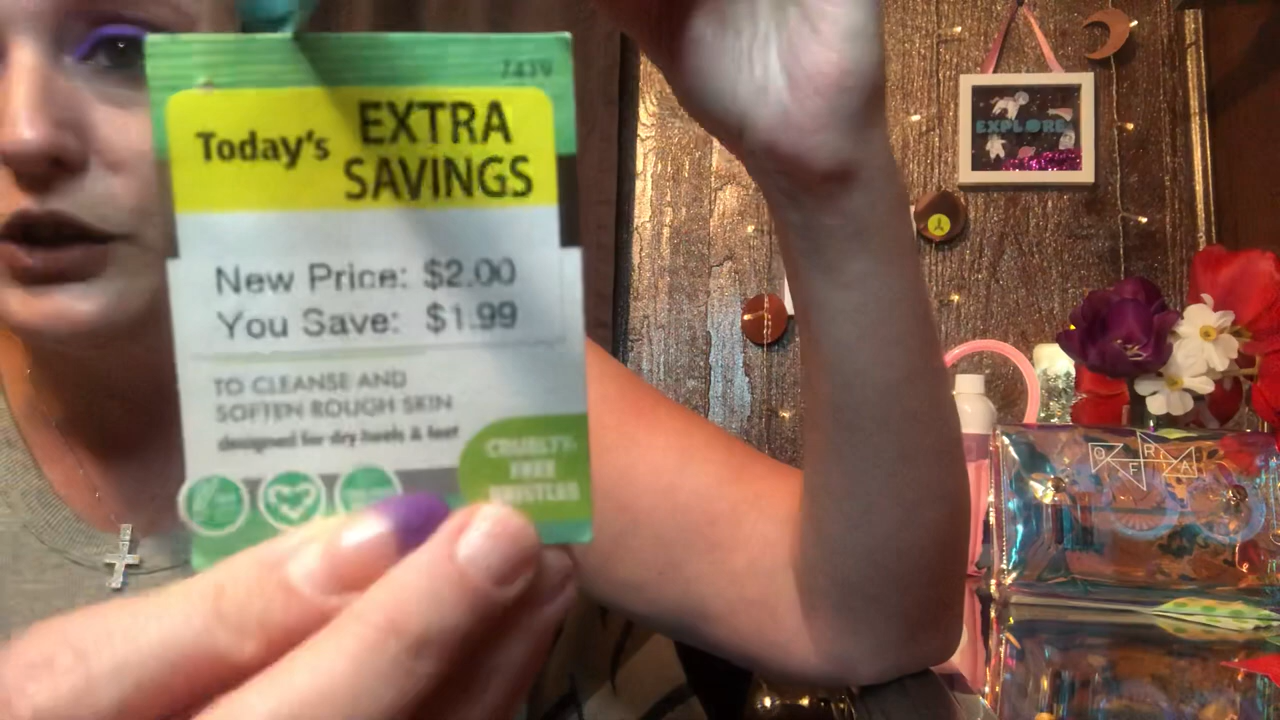 7439
Today's EXTRA
SAVINGS
New Price: $2.00
You Save: $1.99
TO CLEANSE AND
SOFTEN ROUGH SKIN
designed for dry heels & feet
CRUELTY-
FREE
BRISTLES
EXPLORE
OFRA